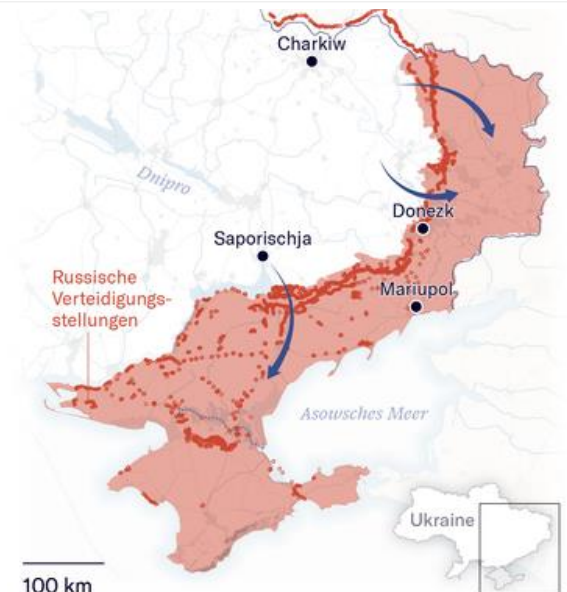 Charkiw
Dnipro
Donezk
Saporischja
Russische
Verteidigungs-
stellungen
Mariupol
Asowsches Meer
Ukraine
100 km